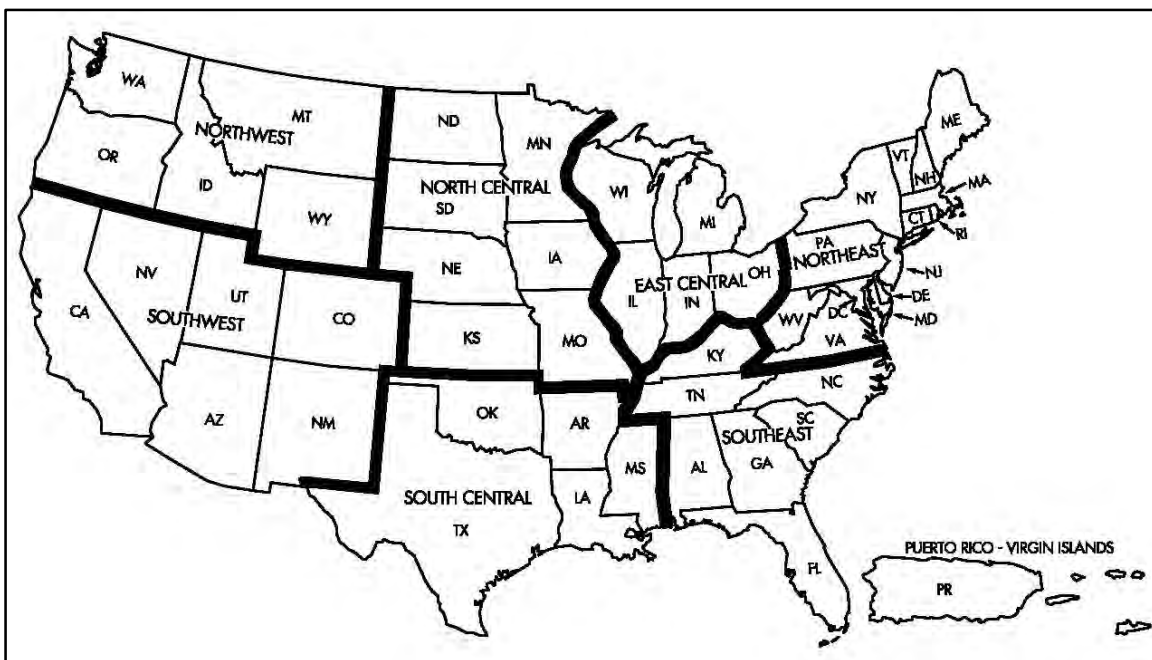 WA
MT
ND
MN
ME
NORTHWEST
OR
ID
WY
NORTH CENTRAL
SD
WI
MI
VT
NH
MA
NY
CT
RI
NV
UT
CA
SOUTHWEST
CO
NE
IA
KS
MO
EAST CENTRAL
OH
IL
IN
PA
NORTHEAST
NJ
DE
MD
WV
DC
VA
KY
AZ
NM
OK
AR
TN
NC
SC
SOUTHEAST
MS
AL
GA
SOUTH CENTRAL
TX
LA
FL
PUERTO RICO - VIRGIN ISLANDS
PR